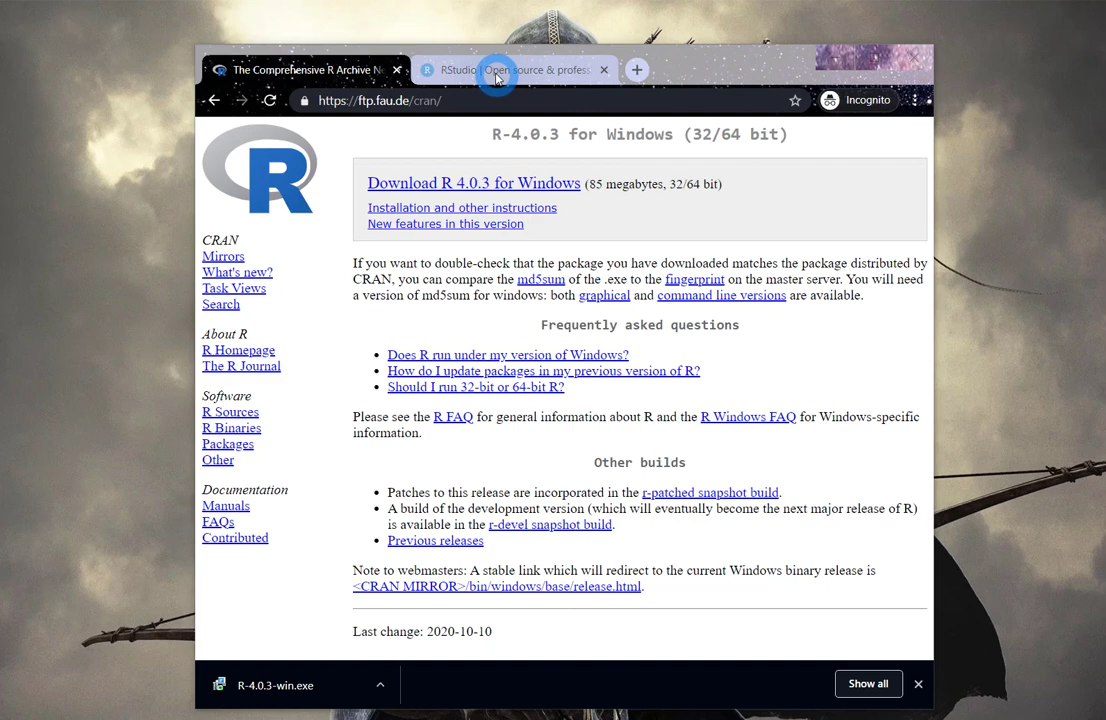 The Comprehensive R Archive Ne
RStudio | Open source & profess
https://ftp.fau.de/cran/
Incognito
R
R-4.0.3 for Windows (32/64 bit)
Download R 4.0.3 for Windows (85 megabytes, 32/64 bit)
Installation and other instructions
New features in this version
CRAN
Mirrors
What's new?
Task Views
Search
About R
R Homepage
The R Journal
Software
R Sources
R Binaries
Packages
Other
Documentation
Manuals
FAQs
Contributed
If you want to double-check that the package you have downloaded matches the package distributed by
CRAN, you can compare the md5sum of the .exe to the fingerprint on the master server. You will need
a version of md5sum for windows: both graphical and command line versions are available.
Frequently asked questions
• Does R run under my version of Windows?
• How do I update packages in my previous version of R?
• Should I run 32-bit or 64-bit R?
Please see the R FAQ for general information about R and the R Windows FAQ for Windows-specific
information.
Other builds
• Patches to this release are incorporated in the r-patched snapshot build.
• A build of the development version (which will eventually become the next major release of R)
is available in the r-devel snapshot build.
• Previous releases
Note to webmasters: A stable link which will redirect to the current Windows binary release is
<CRAN MIRROR>/bin/windows/base/release.html.
Last change: 2020-10-10
R-4.0.3-win.exe
Show all